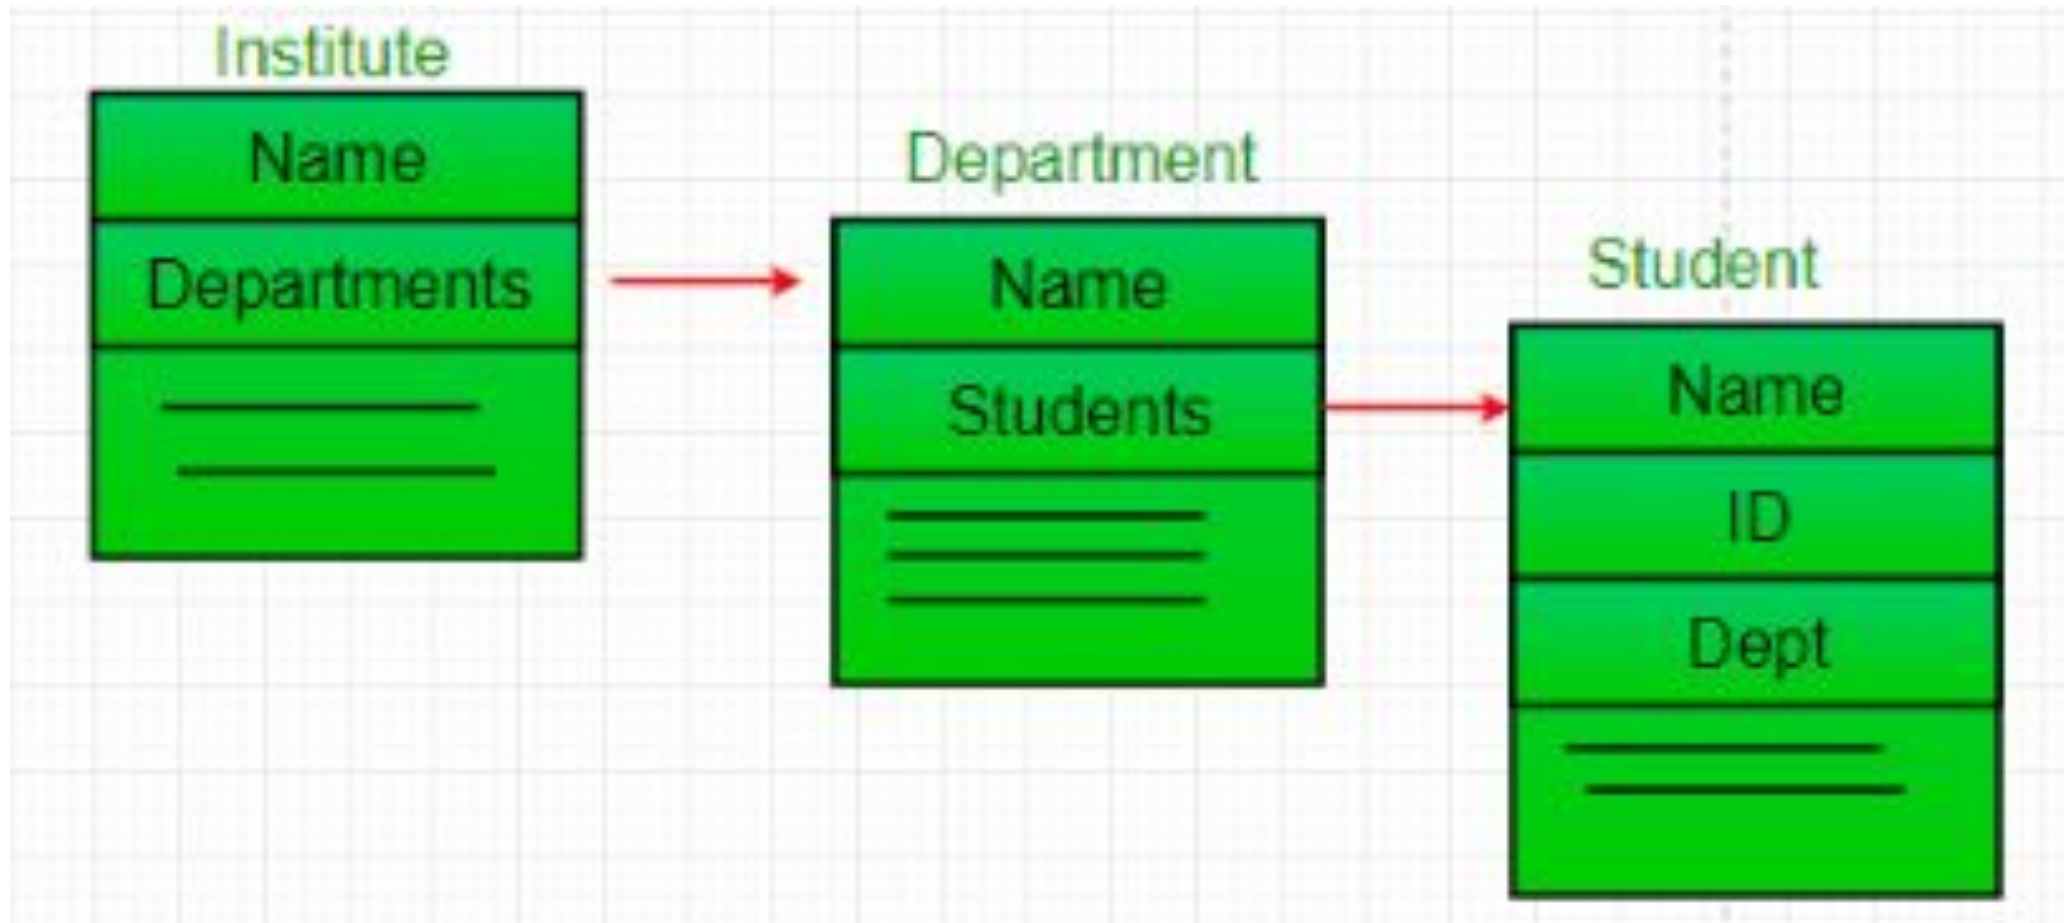 Institute
Name
Departments
Department
Name
Students
Student
Name
ID
Dept